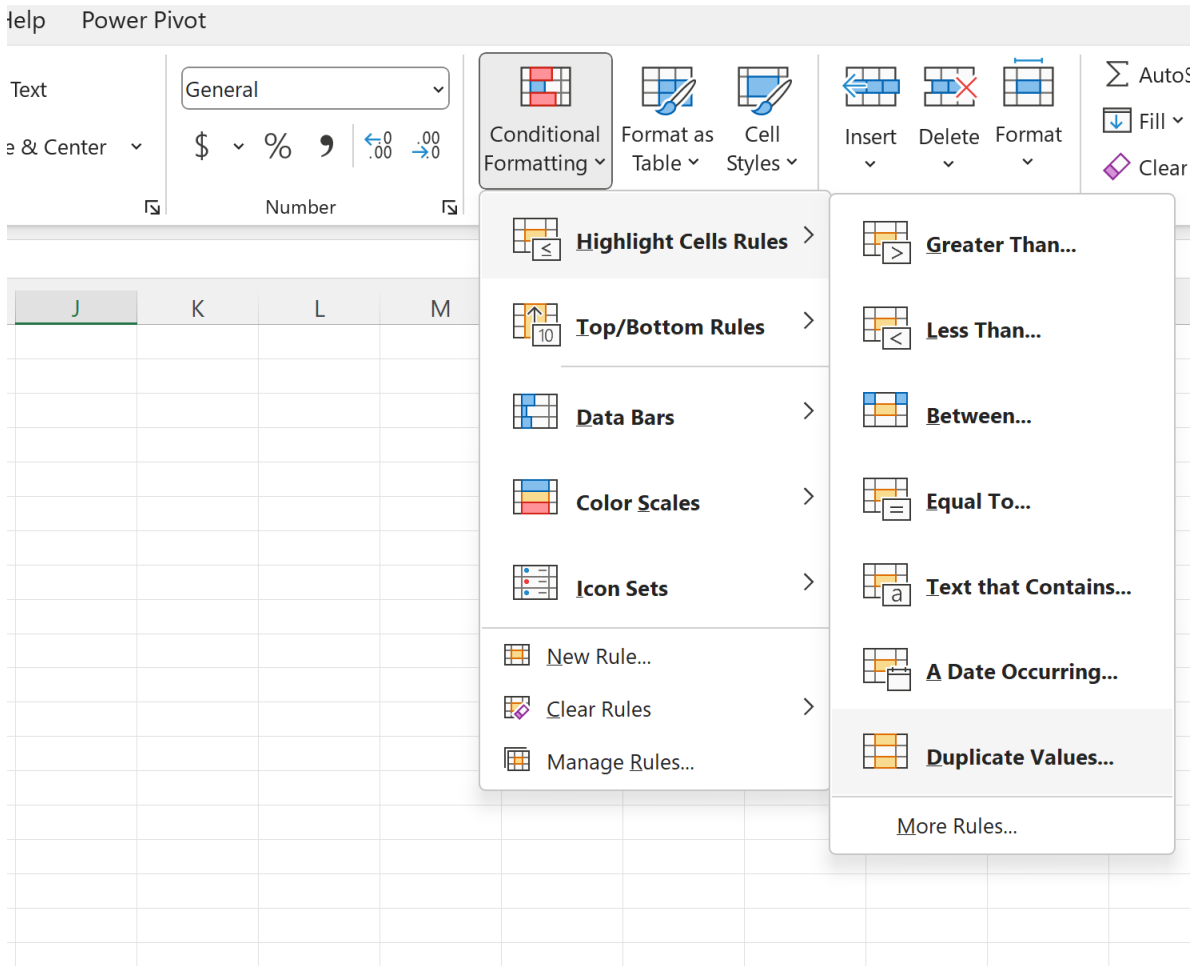 Help Power Pivot
Text
General
Conditional Formatting
Format as Table
Cell Styles
Insert
Delete
Format
AutoS
Fill
Clear
e & Center
$ % , .00 .00
Number
J K L M
Highlight Cells Rules
Top/Bottom Rules
10
Data Bars
Color Scales
Icon Sets
New Rule...
Clear Rules
Manage Rules...
≤
Greater Than...
>
Less Than...
<
Between...
Equal To...
=
Text that Contains...
a
A Date Occurring...
Duplicate Values...
More Rules...